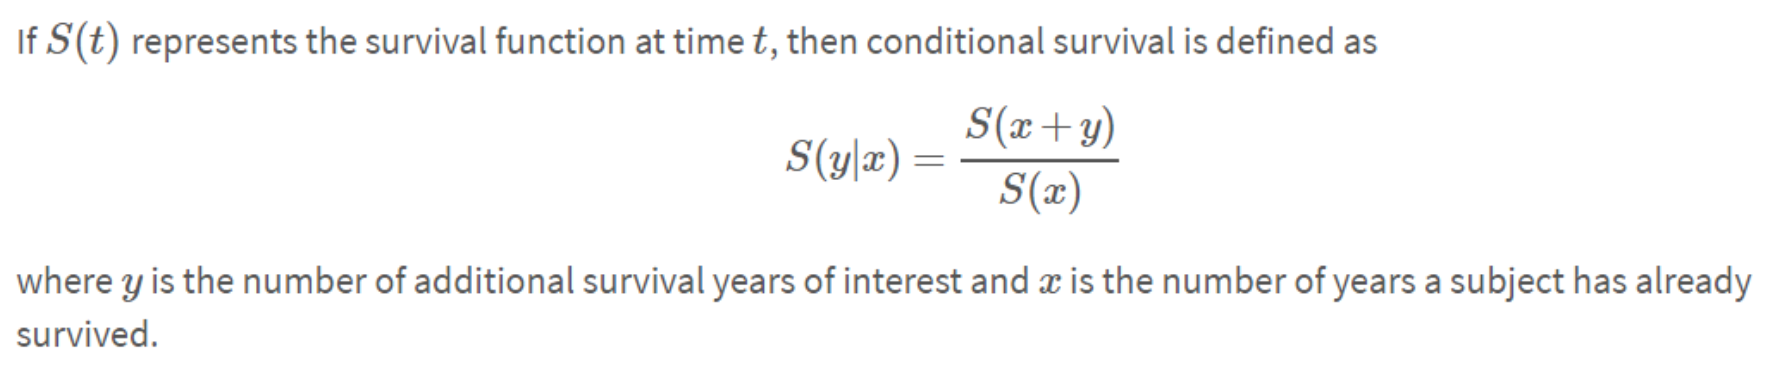 If S(t) represents the survival function at time t, then conditional survival is defined as
S(y|x) = S(x+y) / S(x)
where y is the number of additional survival years of interest and x is the number of years a subject has already
survived.